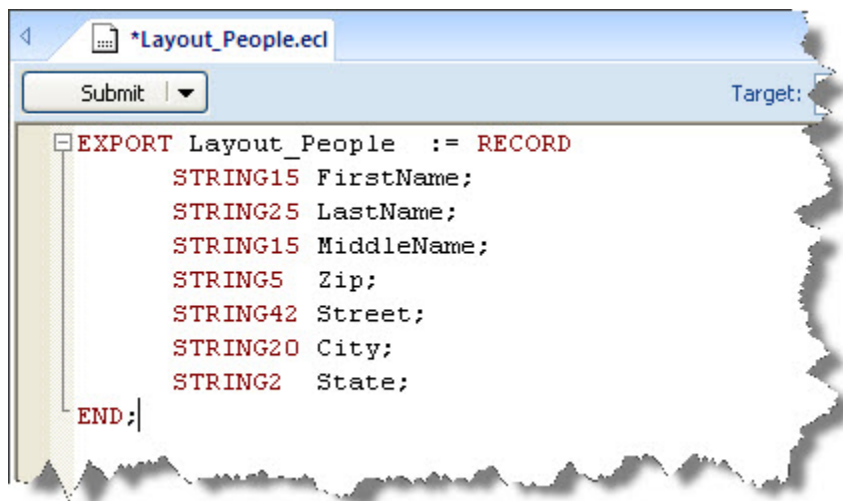 *Layout_People.ecl
Submit
Target:
EXPORT Layout_People := RECORD
STRING15 FirstName;
STRING25 LastName;
STRING15 MiddleName;
STRING5 Zip;
STRING42 Street;
STRING20 City;
STRING2 State;
END;